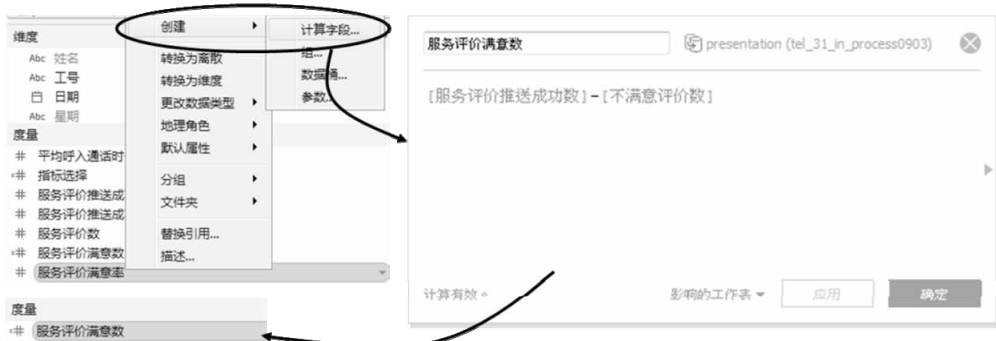 维度
Abc 姓名
Abc 工号
日期
Abc 星期
度量
# 平均呼入通话时
=# 指标选择
# 服务评价推送成
# 服务评价推送成
# 服务评价数
=# 服务评价满意数
# 服务评价满意率
创建
转换为离散
转换为维度
更改数据类型
地理角色
默认属性
分组
文件夹
替换引用...
描述...
计算字段...
组...
数据桶...
参数...
服务评价满意数
presentation (tel_31_in_process0903)
[服务评价推送成功数]-[不满意评价数]
计算有效
影响的工作表
应用
确定
度量
=# 服务评价满意数